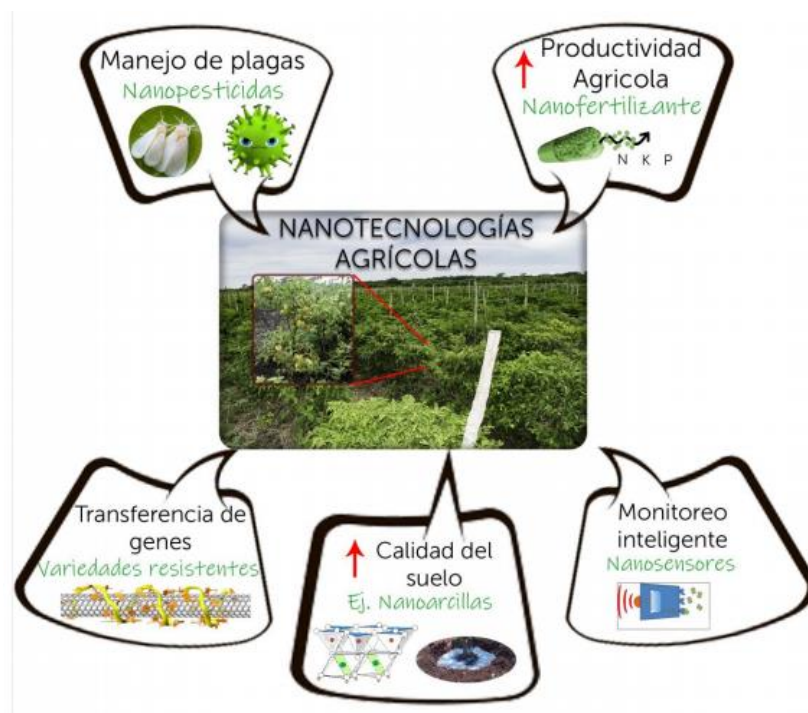 Manejo de plagas
Nanopesticidas
Productividad
Agricola
Nanofertilizante
N K P
NANOTECNOLOGÍAS
AGRÍCOLAS
Transferencia de
genes
Variedades resistentes
Calidad del
suelo
Ej. Nanoarcillas
Monitoreo
inteligente
Nanosensores